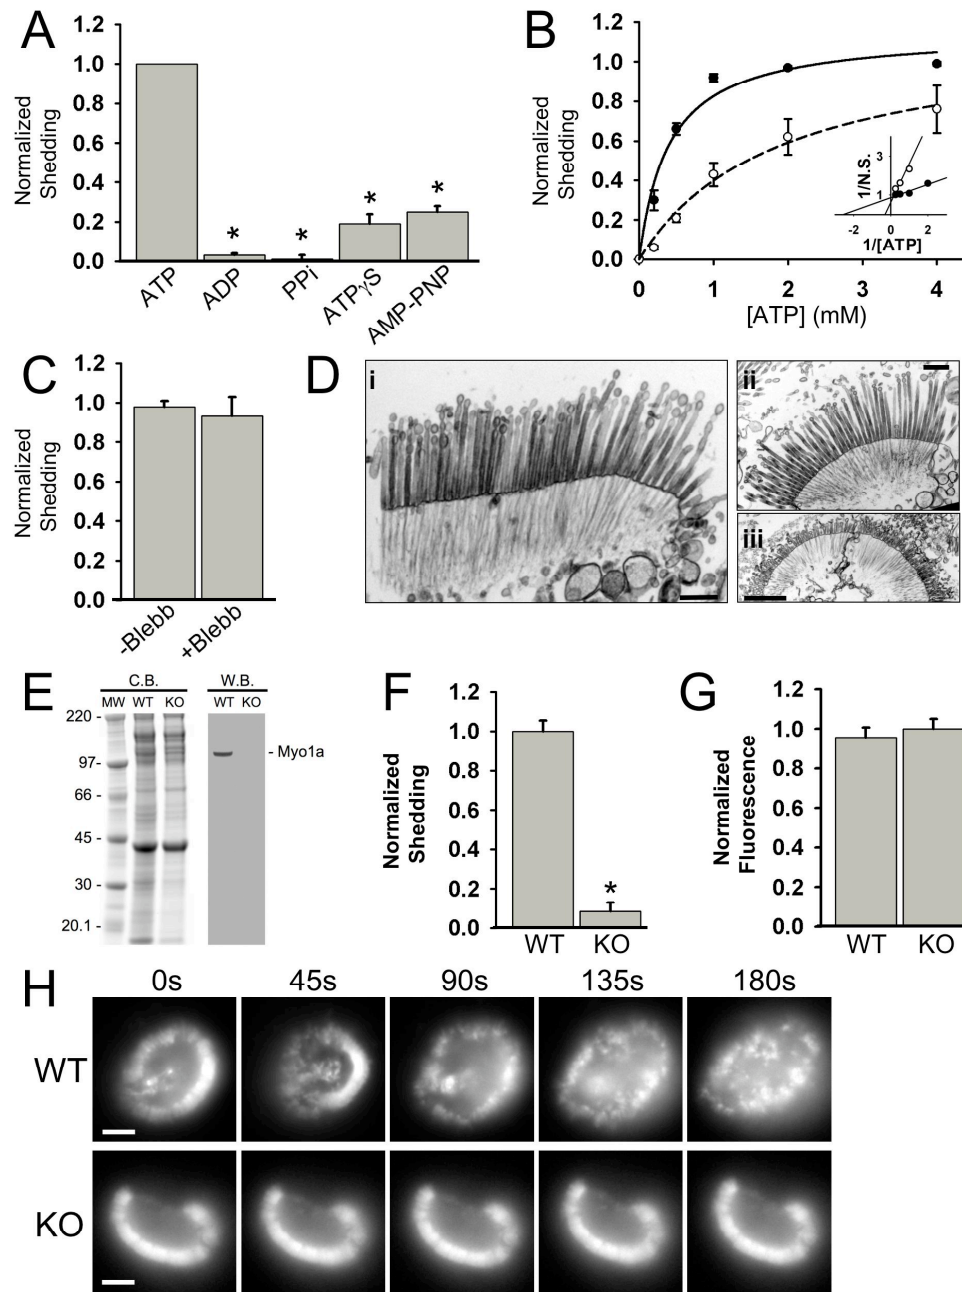 A
Normalized
Shedding
1.2
1.0
0.8
0.6
0.4
0.2
0.0
ATP
ADP
PPi
ATPγS
AMP-PNP
*
*
*
*
B
Normalized
Shedding
1.2
1.0
0.8
0.6
0.4
0.2
0.0
0 1 2 3 4
[ATP] (mM)
1/N.S.
3
1
-2 0 2
1/[ATP]
C
Normalized
Shedding
1.2
1.0
0.8
0.6
0.4
0.2
0.0
-Blebb
+Blebb
D
i
ii
iii
E
C.B. W.B.
MW WT KO WT KO
220 -
97-
66 -
45 -
30 -
20.1 -
- Myo1a
F
Normalized
Shedding
1.2
1.0
0.8
0.6
0.4
0.2
0.0
*
WT KO
G
Normalized
Fluorescence
1.2
1.0
0.8
0.6
0.4
0.2
0.0
WT KO
H
0s 45s 90s 135s 180s
WT
KO